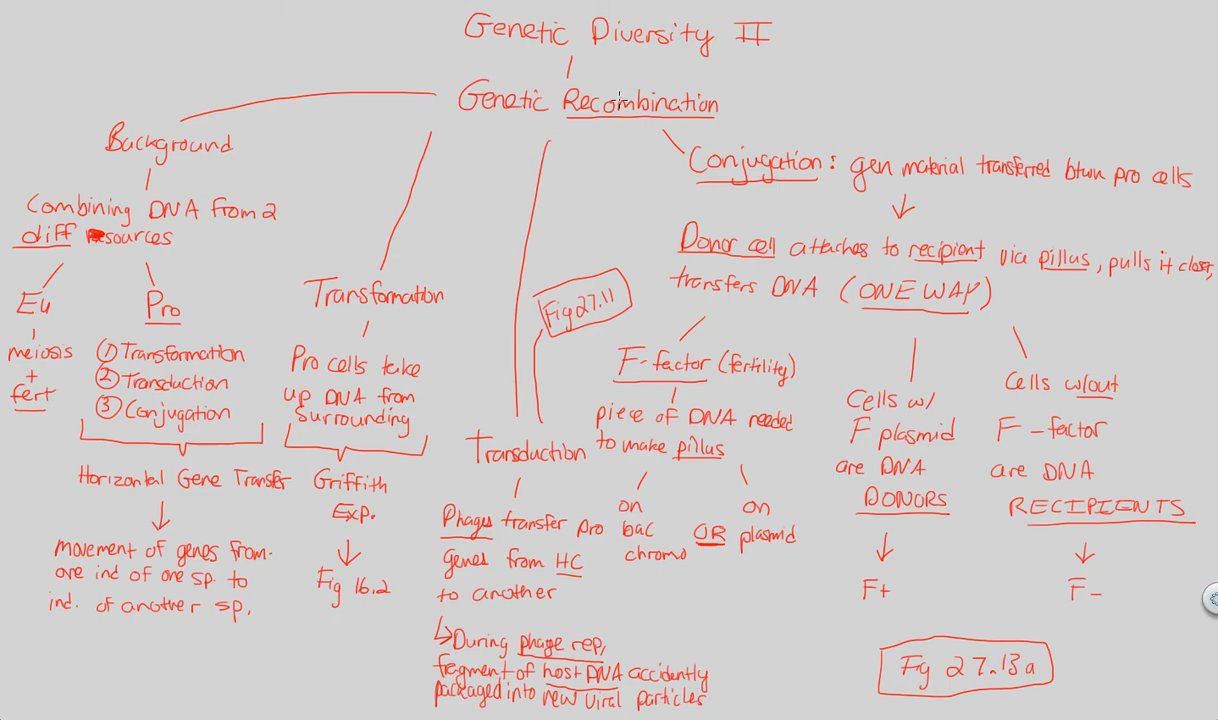 Genetic Diversity II
Genetic Recombination
Background
Combining DNA from 2
diff sources
Eu
meiosis
+
fert
Pro
① Transformation
② Transduction
③ Conjugation
Horizontal Gene Transfer
movement of genes from
one ind of one sp. to
ind. of another sp.
Transformation
Pro cells take
up DNA from
surrounding
Griffith
Exp.
Fig 16.2
Fig 27.11
Transduction
Phages transfer pro
genes from HC
to another
During phage rep,
fragment of host DNA accidently
packaged into new viral particles
Conjugation: gen material transferred btwn pro cells
Donor cell attaches to recipient via pillus, pulls it closer,
transfers DNA (ONE WAY)
F-factor (fertility)
piece of DNA needed
to make pillus
on
bac
chromo
OR
on
plasmid
Cells w/
F plasmid
are DNA
DONORS
F+
Cells w/out
F-factor
are DNA
RECIPIENTS
F-
Fig 27.13a